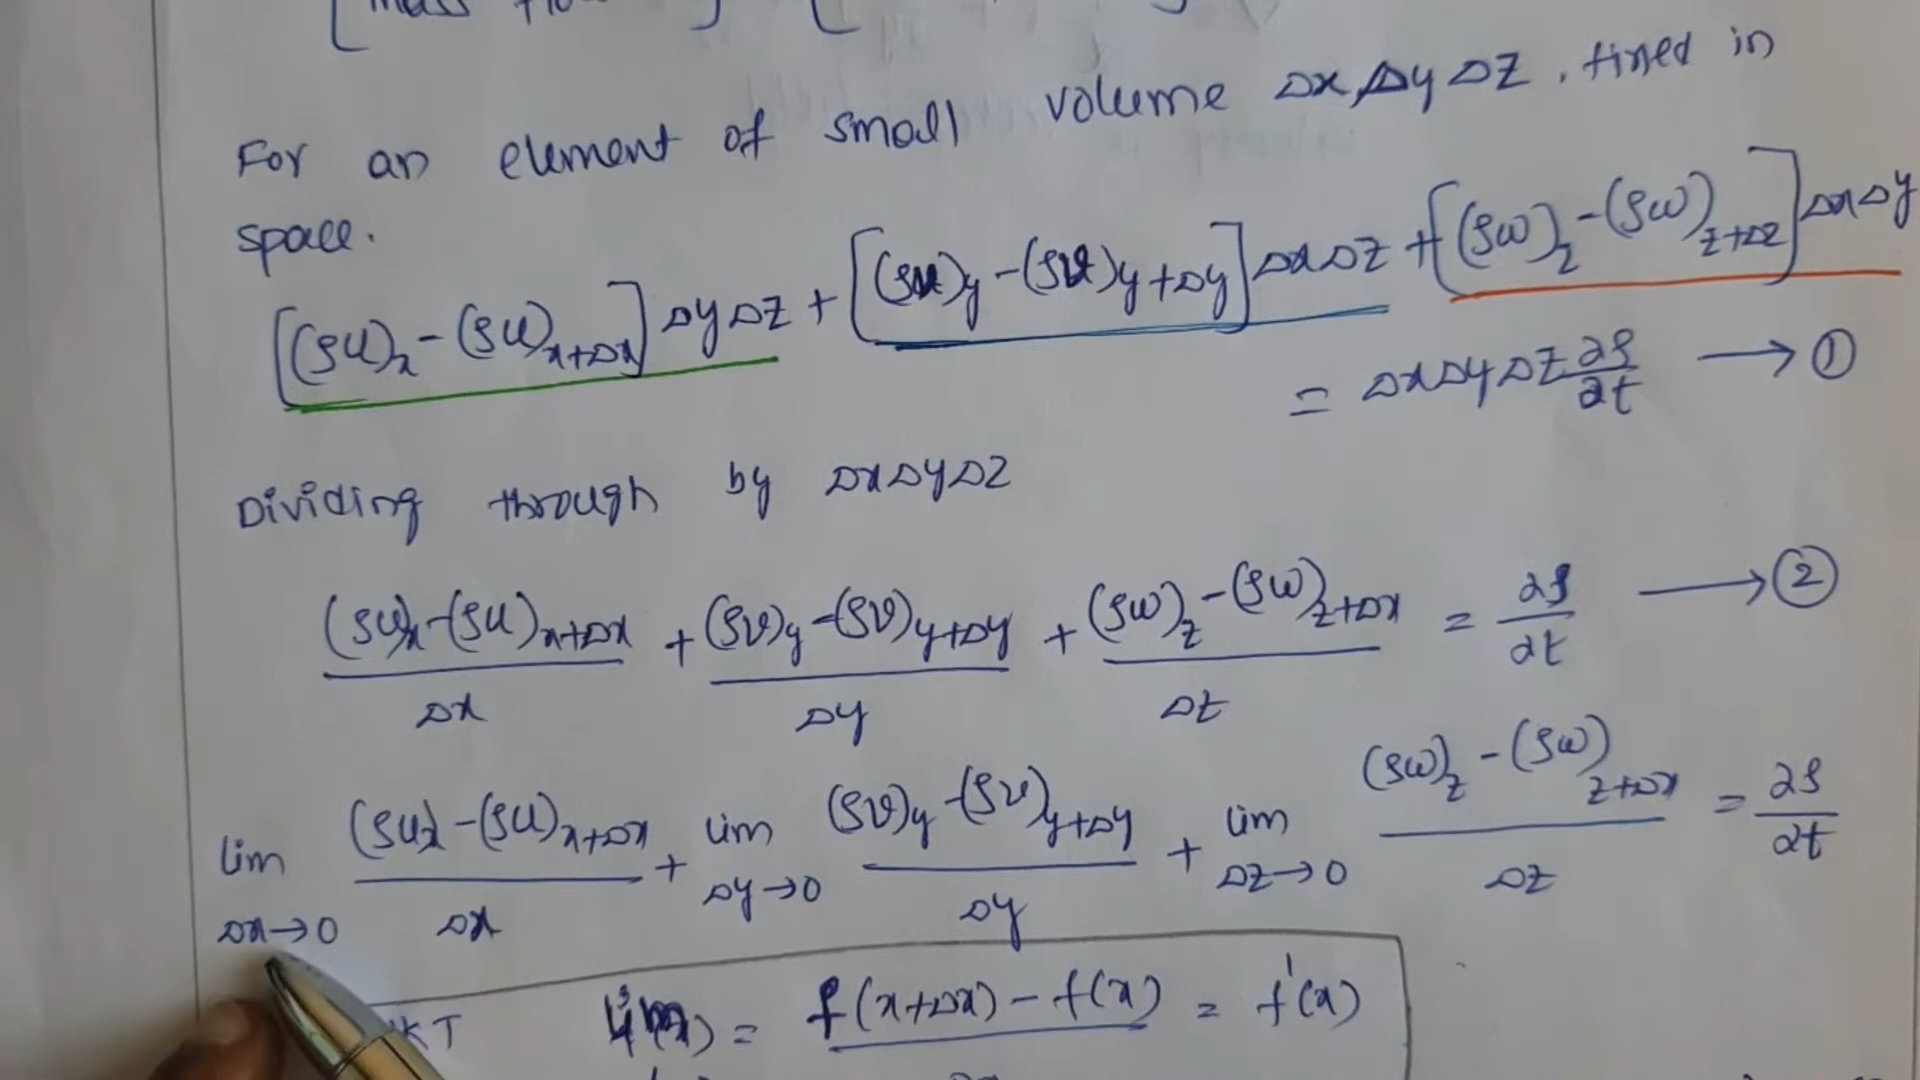 [mass flow ] [ ]
For an element of small volume Δx Δy Δz. fixed in
space.
[(ρu)x - (ρu)x+Δx] Δy Δz + [(ρv)y - (ρv)y+Δy] Δx Δz + [(ρw)z - (ρw)z+Δz] Δx Δy
= Δx Δy Δz ∂ρ/∂t → ①
Dividing through by Δx Δy Δz
(ρu)x - (ρu)x+Δx / Δx + (ρv)y - (ρv)y+Δy / Δy + (ρw)z - (ρw)z+Δx / Δz = ∂ρ/∂t → ②
lim Δx→0 (ρu)x - (ρu)x+Δx / Δx + lim Δy→0 (ρv)y - (ρv)y+Δy / Δy + lim Δz→0 (ρw)z - (ρw)z+Δx / Δz = ∂ρ/∂t
KT = f(x+Δx) - f(x) = f'(x)